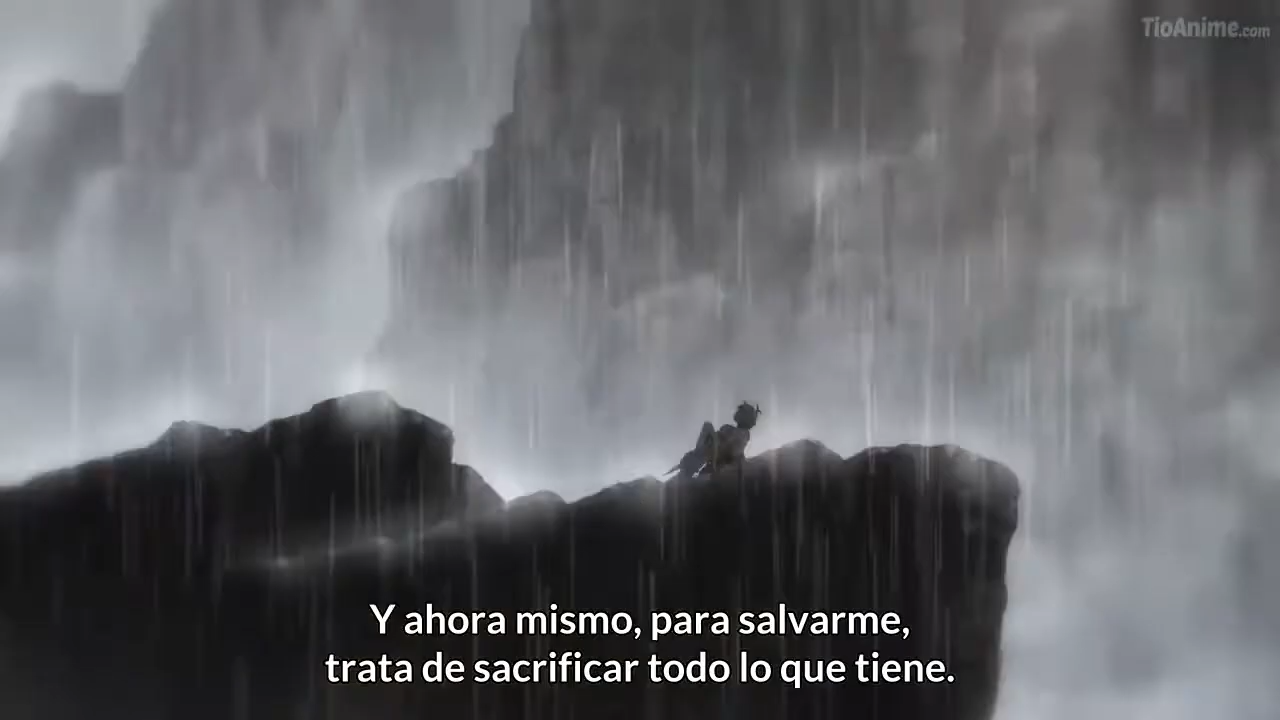 TioAnime.com
Y ahora mismo, para salvarme,
trata de sacrificar todo lo que tiene.